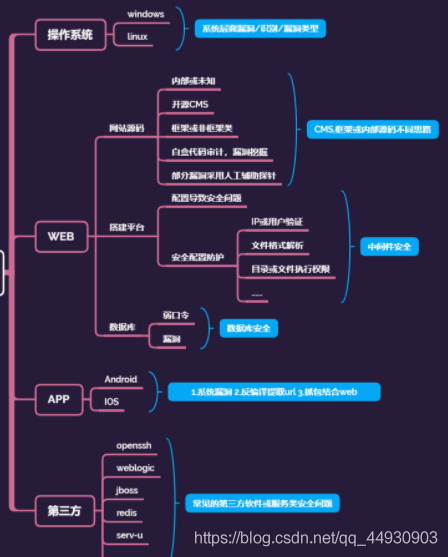 windows
操作系统
linux
系统层面漏洞/识别/漏洞类型
网站源码
内部或未知
开源CMS
框架或非框架类
白盒代码审计，漏洞挖掘
部分漏洞采用人工辅助探针
CMS,框架或内部源码不同思路
WEB
搭建平台
配置导致安全问题
安全配置防护
IP或用户验证
文件格式解析
目录或文件执行权限
......
中间件安全
数据库
弱口令
漏洞
数据库安全
APP
Android
IOS
1.系统漏洞 2.反编译提取url 3.抓包结合web
第三方
openssh
weblogic
jboss
redis
serv-u
常见的第三方软件或服务类安全问题
https://blog.csdn.net/qq_44930903